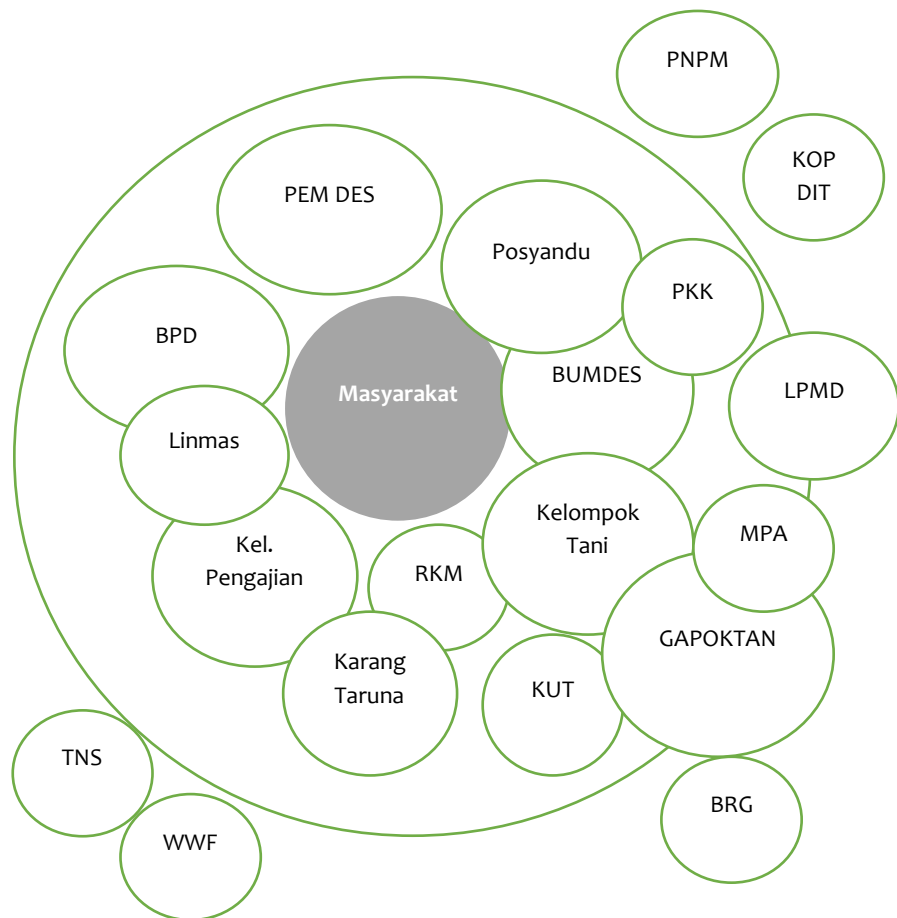 PNPM
KOP
DIT
PEM DES
Posyandu
PKK
BPD
BUMDES
Masyarakat
LPMD
Linmas
Kelompok
Tani
MPA
Kel.
Pengajian
RKM
GAPOKTAN
Karang
Taruna
KUT
TNS
BRG
WWF